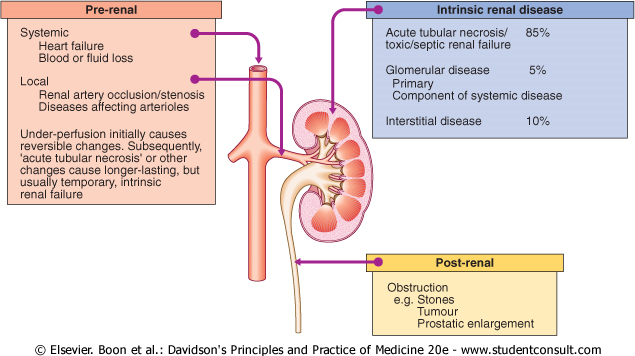 Pre-renal
Systemic
Heart failure
Blood or fluid loss
Local
Renal artery occlusion/stenosis
Diseases affecting arterioles
Under-perfusion initially causes
reversible changes. Subsequently,
'acute tubular necrosis' or other
changes cause longer-lasting, but
usually temporary, intrinsic
renal failure
Intrinsic renal disease
Acute tubular necrosis/ 85%
toxic/septic renal failure
Glomerular disease 5%
Primary
Component of systemic disease
Interstitial disease 10%
Post-renal
Obstruction
e.g. Stones
Tumour
Prostatic enlargement
© Elsevier. Boon et al.: Davidson's Principles and Practice of Medicine 20e - www.studentconsult.com